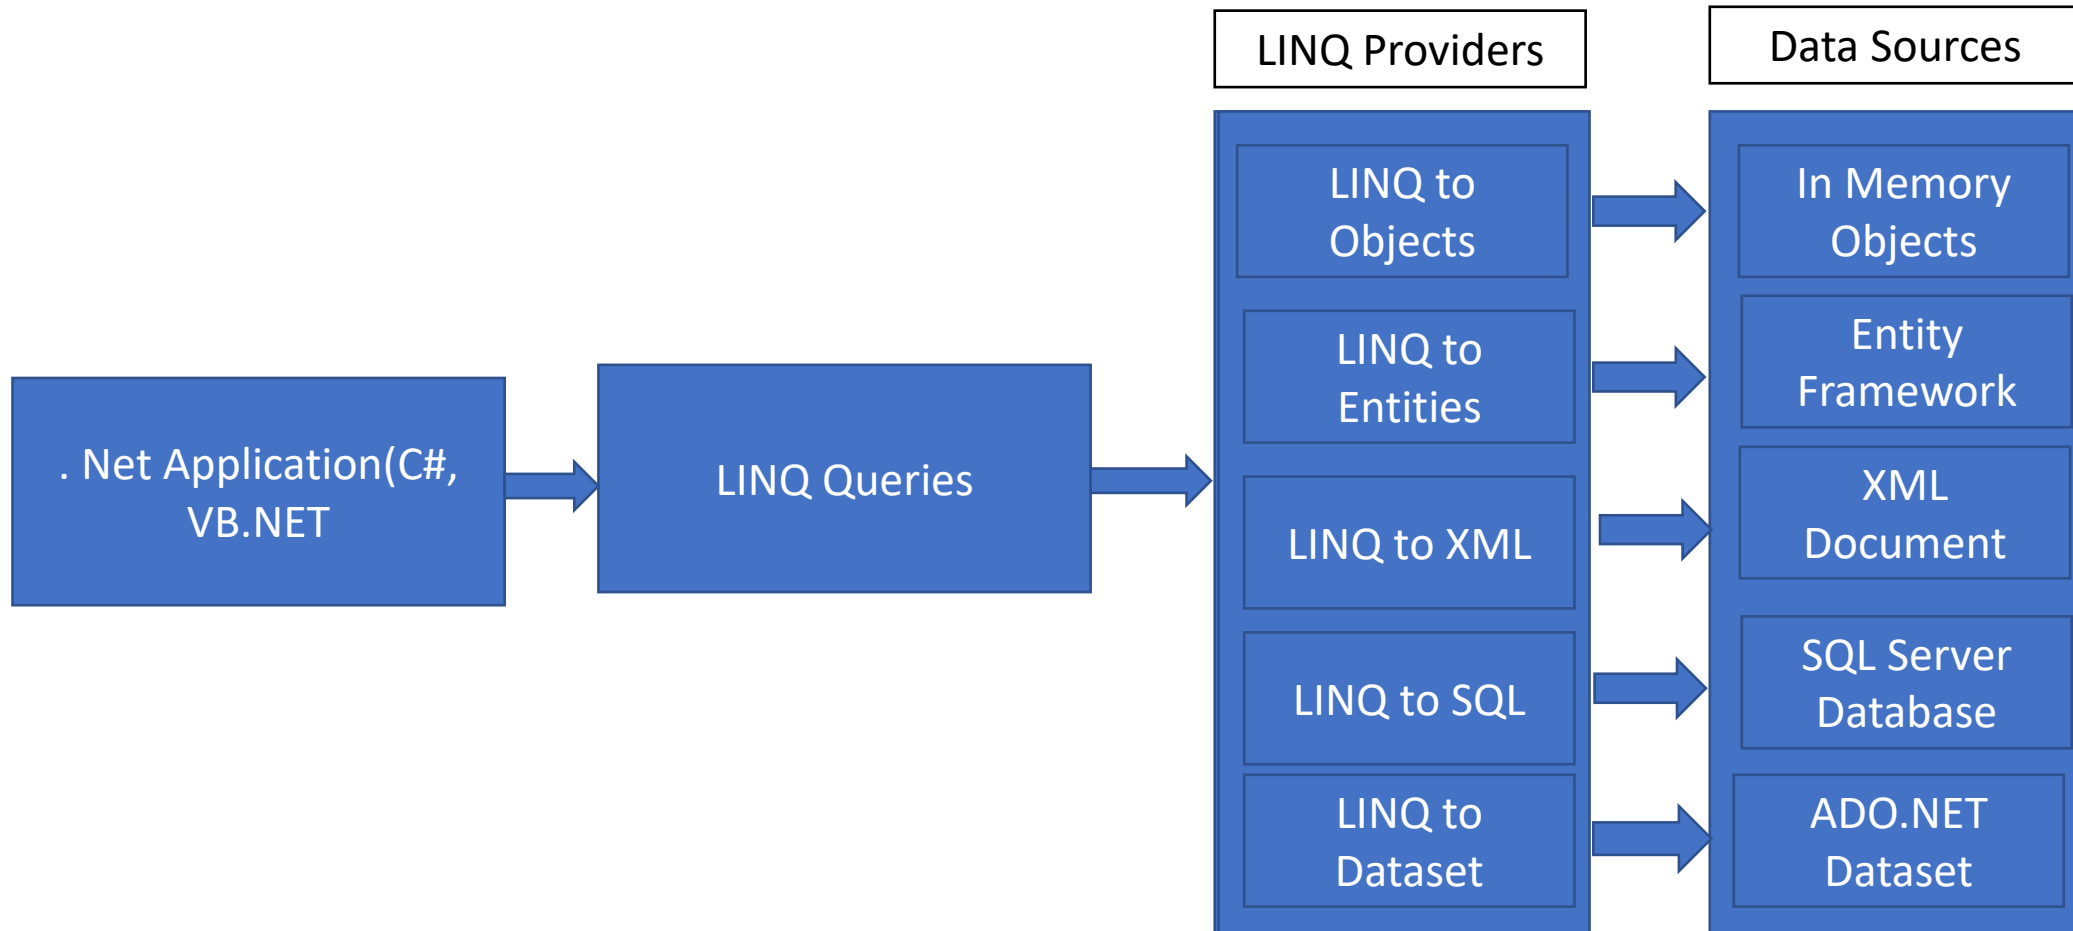 LINQ Providers
Data Sources
. Net Application(C#,
VB.NET
LINQ Queries
LINQ to
Objects
LINQ to
Entities
LINQ to XML
LINQ to SQL
LINQ to
Dataset
In Memory
Objects
Entity
Framework
XML
Document
SQL Server
Database
ADO.NET
Dataset